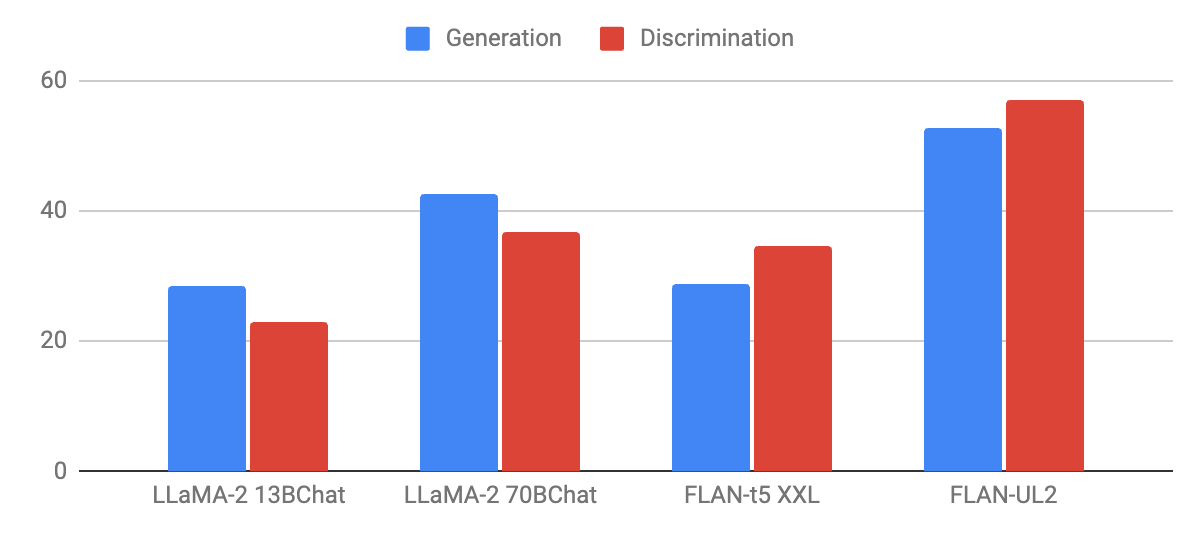 Generation Discrimination
60
40
20
0
LLaMA-2 13BChat LLaMA-2 70BChat FLAN-t5 XXL FLAN-UL2